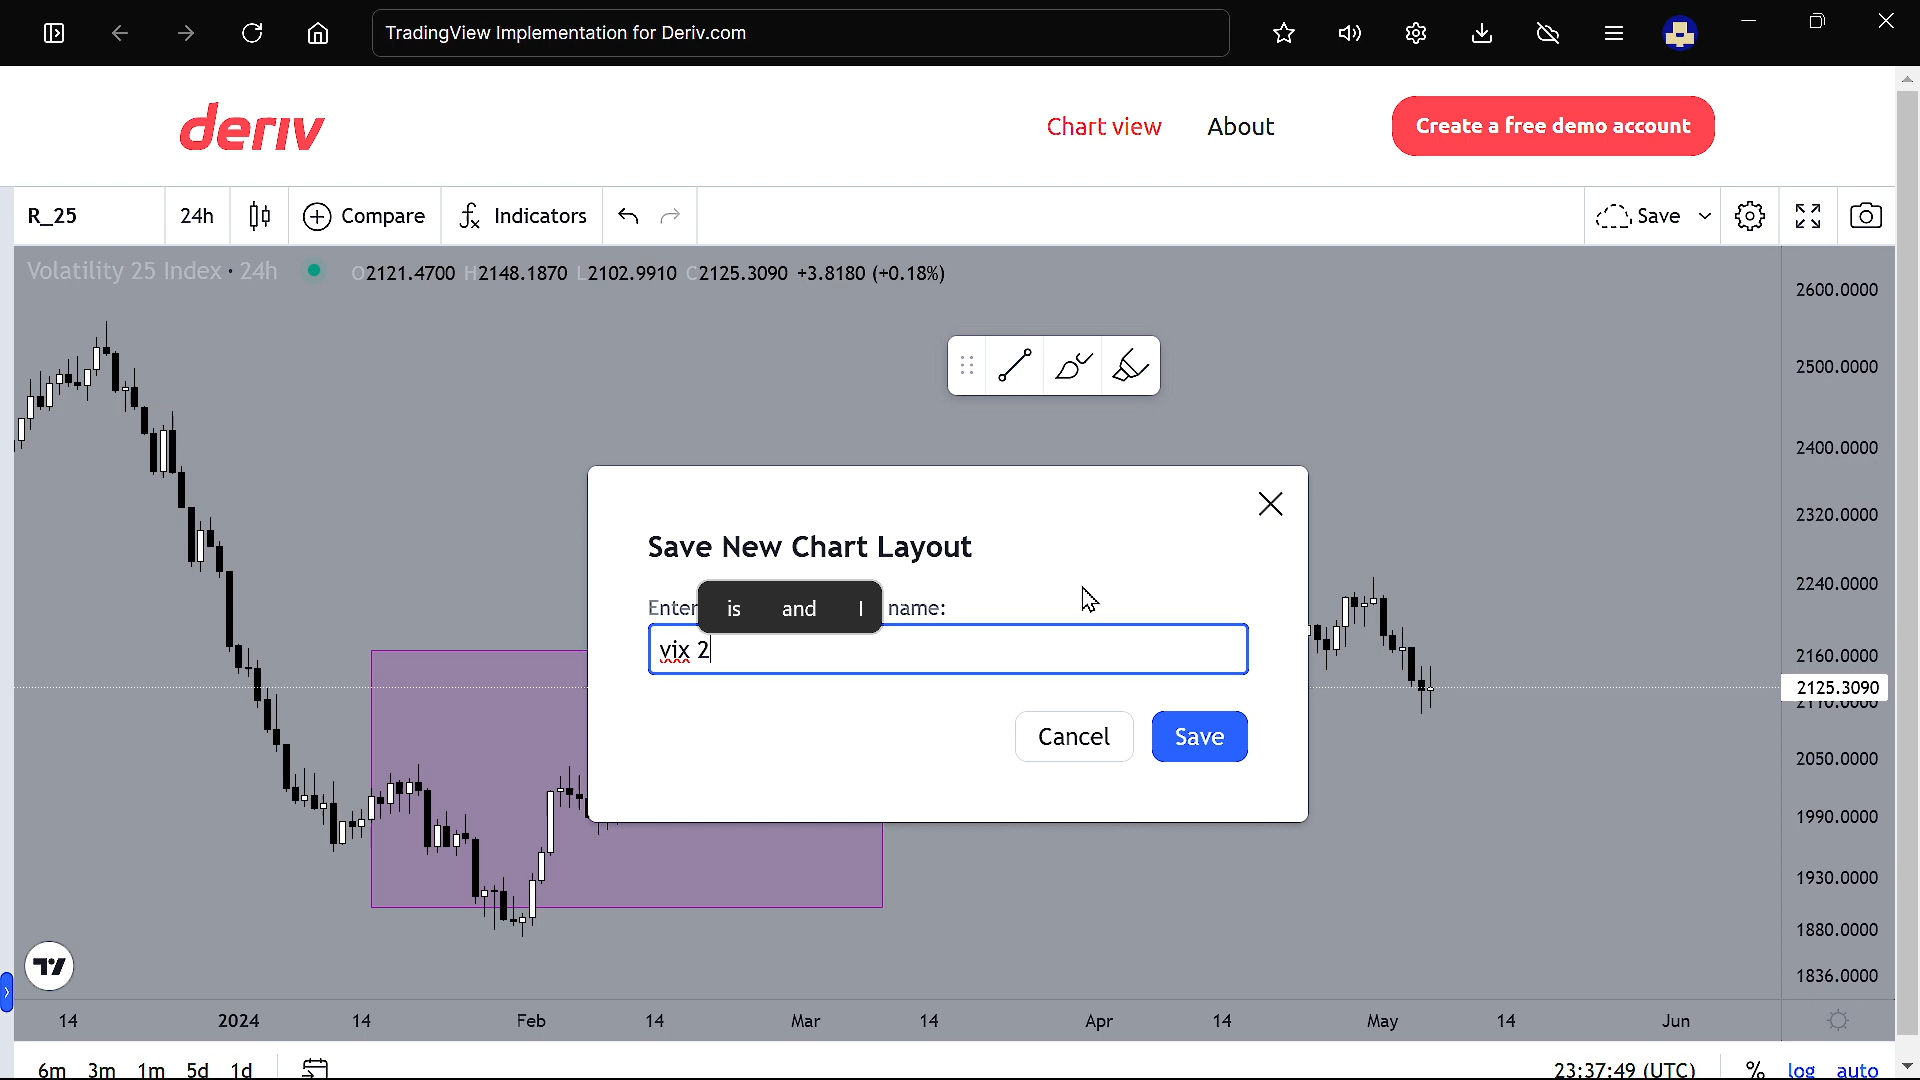 TradingView Implementation for Deriv.com
deriv
Chart view
About
Create a free demo account
R_25
24h
Compare
Indicators
Save
Volatility 25 Index · 24h
O2121.4700 H2148.1870 L2102.9910 C2125.3090 +3.8180 (+0.18%)
2600.0000
2500.0000
2400.0000
2320.0000
2240.0000
2160.0000
2125.3090
2110.0000
2050.0000
1990.0000
1930.0000
1880.0000
1836.0000
Save New Chart Layout
Enter
is and I
name:
vix 2
Cancel
Save
14 2024 14 Feb 14 Mar 14 Apr 14 May 14 Jun
6m 3m 1m 5d 1d
23:37:49 (UTC)
% log auto